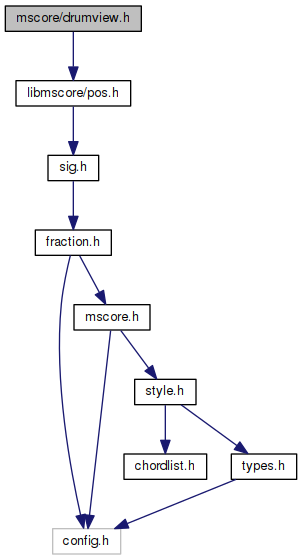 mscore/drumview.h
libmscore/pos.h
sig.h
fraction.h
mscore.h
style.h
chordlist.h
types.h
config.h